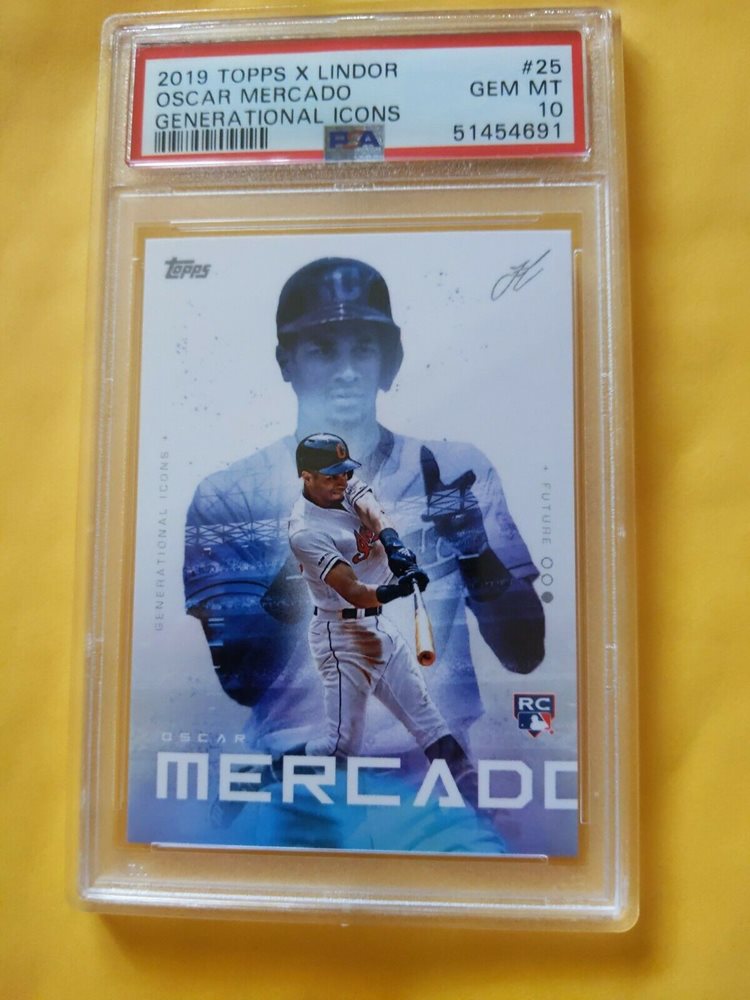 2019 TOPPS X LINDOR #25
OSCAR MERCADO GEM MT
GENERATIONAL ICONS 10
PSA 51454691
Topps
GENERATIONAL ICONS +
+ FUTURE
C
RC
OSCAR
MERCADO